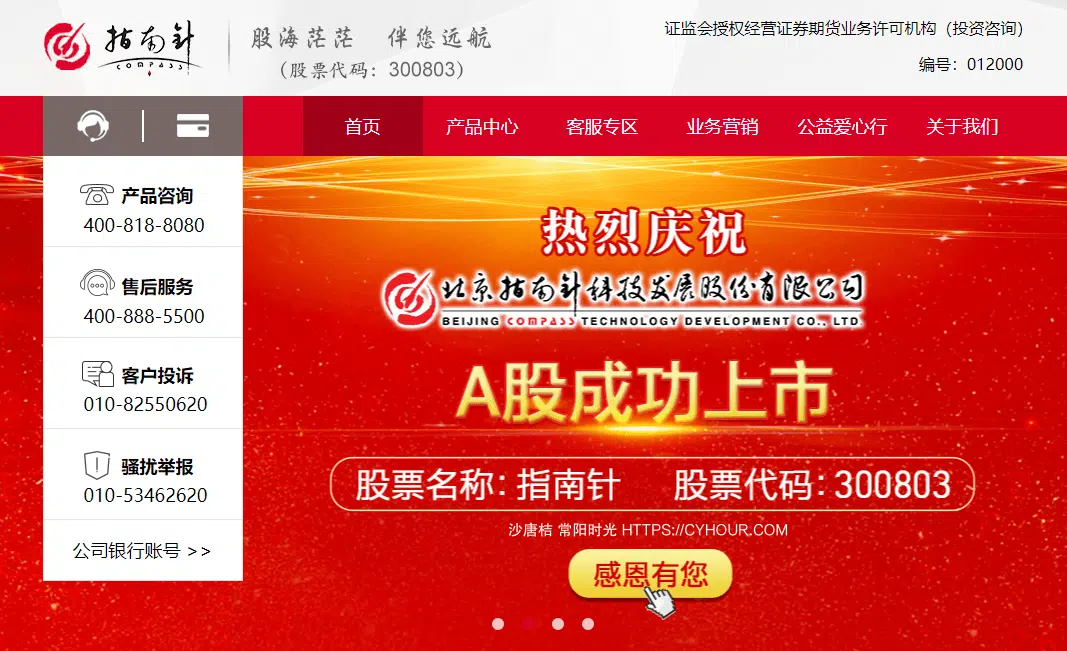 指南针
COMPASS
股海茫茫 伴您远航
(股票代码：300803)
证监会授权经营证券期货业务许可机构（投资咨询）
编号：012000
首页 产品中心 客服专区 业务营销 公益爱心行 关于我们
产品咨询
400-818-8080
售后服务
400-888-5500
客户投诉
010-82550620
骚扰举报
010-53462620
公司银行账号 >>
热烈庆祝
北京指南针科技发展股份有限公司
BEIJING COMPASS TECHNOLOGY DEVELOPMENT CO., LTD.
A股成功上市
股票名称：指南针 股票代码：300803
沙唐桔 常阳时光 HTTPS://CYHOUR.COM
感恩有您